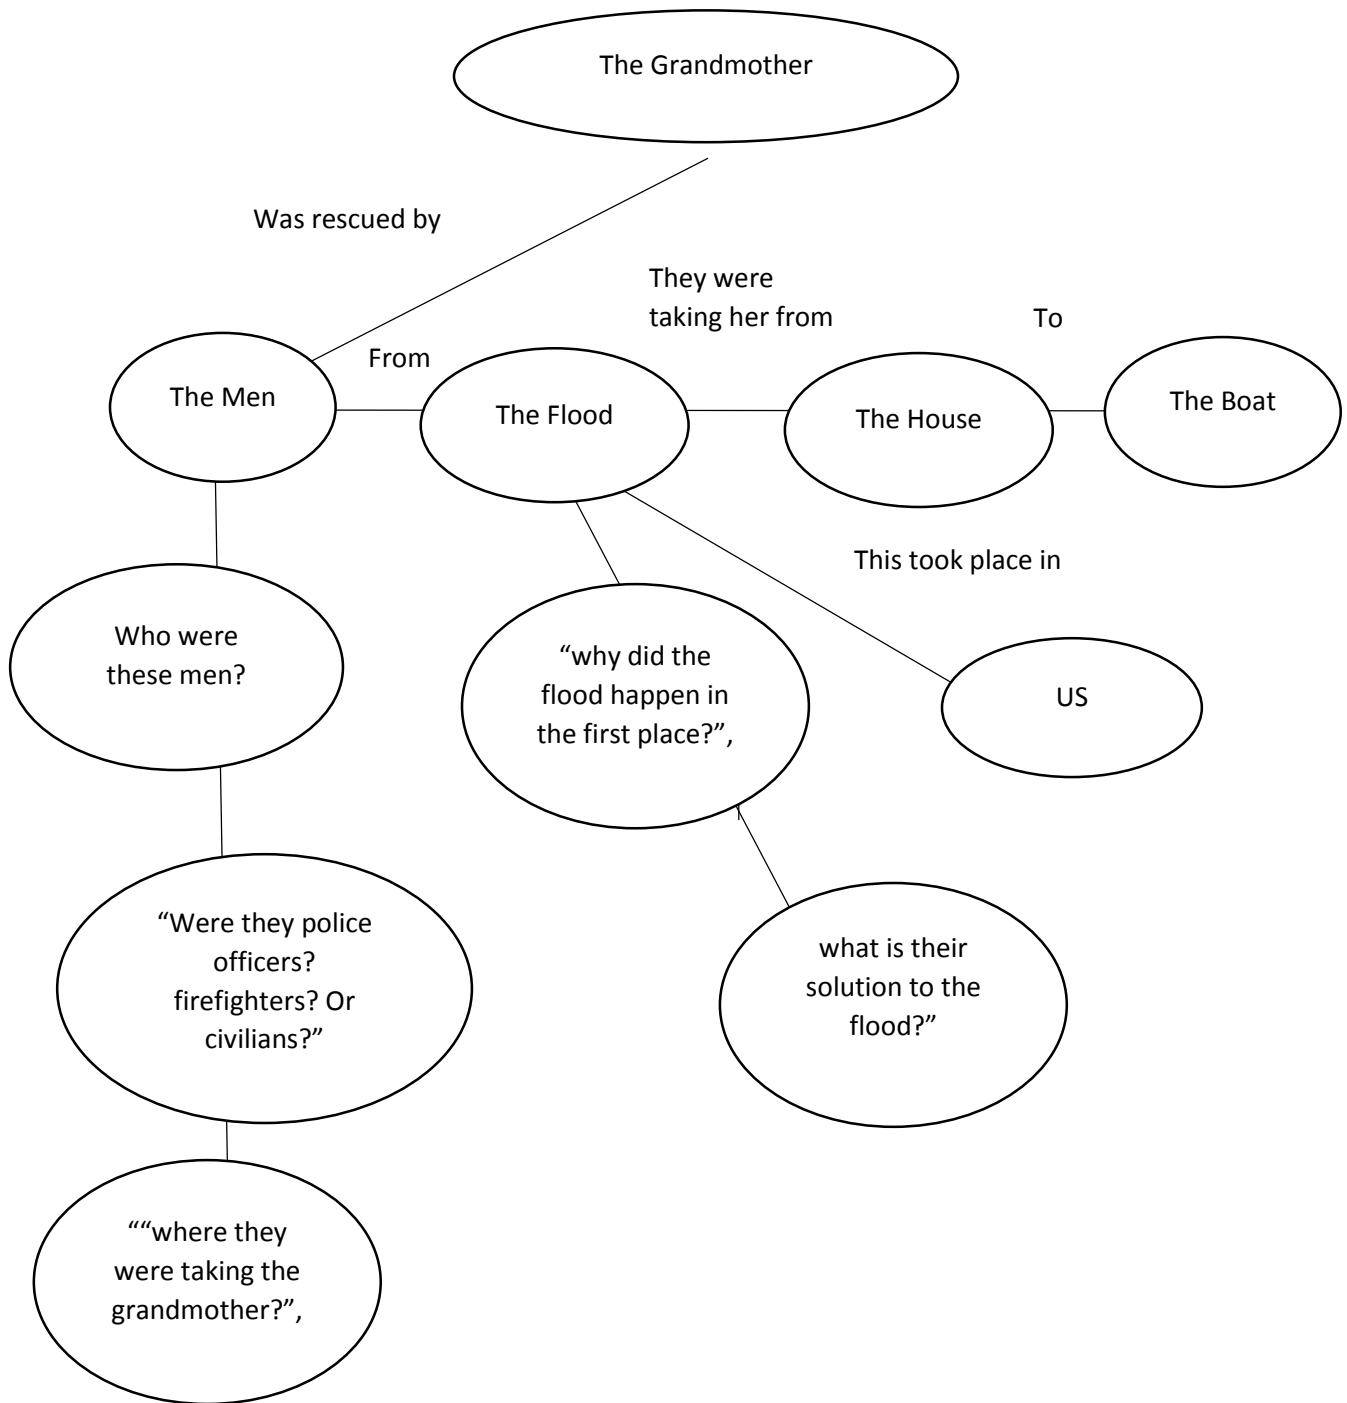 The Grandmother
Was rescued by
They were
taking her from
To
From
The Men
The Flood
The House
The Boat
This took place in
Who were
these men?
“why did the
flood happen in
the first place?”,
US
“Were they police
officers?
firefighters? Or
civilians?”
what is their
solution to the
flood?”
““where they
were taking the
grandmother?”,